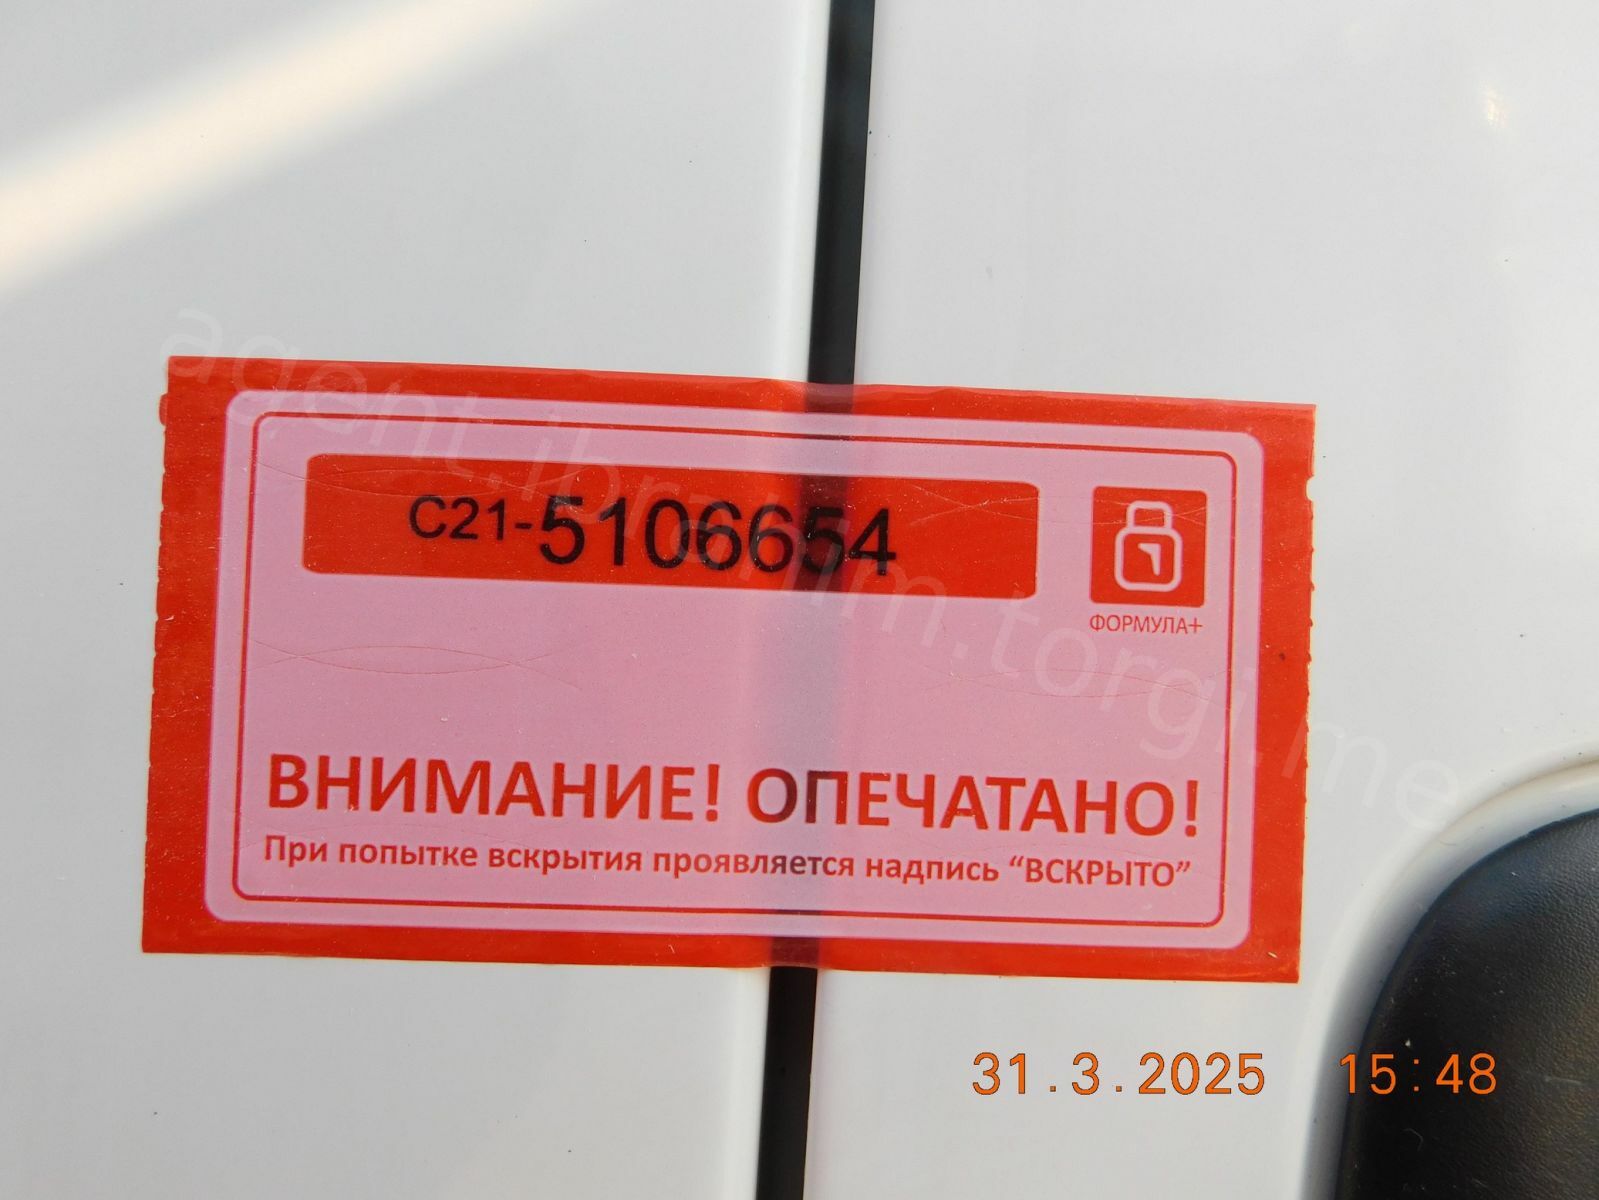 С21-5106654
ФОРМУЛА+
ВНИМАНИЕ! ОПЕЧАТАНО!
При попытке вскрытия проявляется надпись “ВСКРЫТО”
agent.ibrahim.torgi.me
31.3.2025 15:48